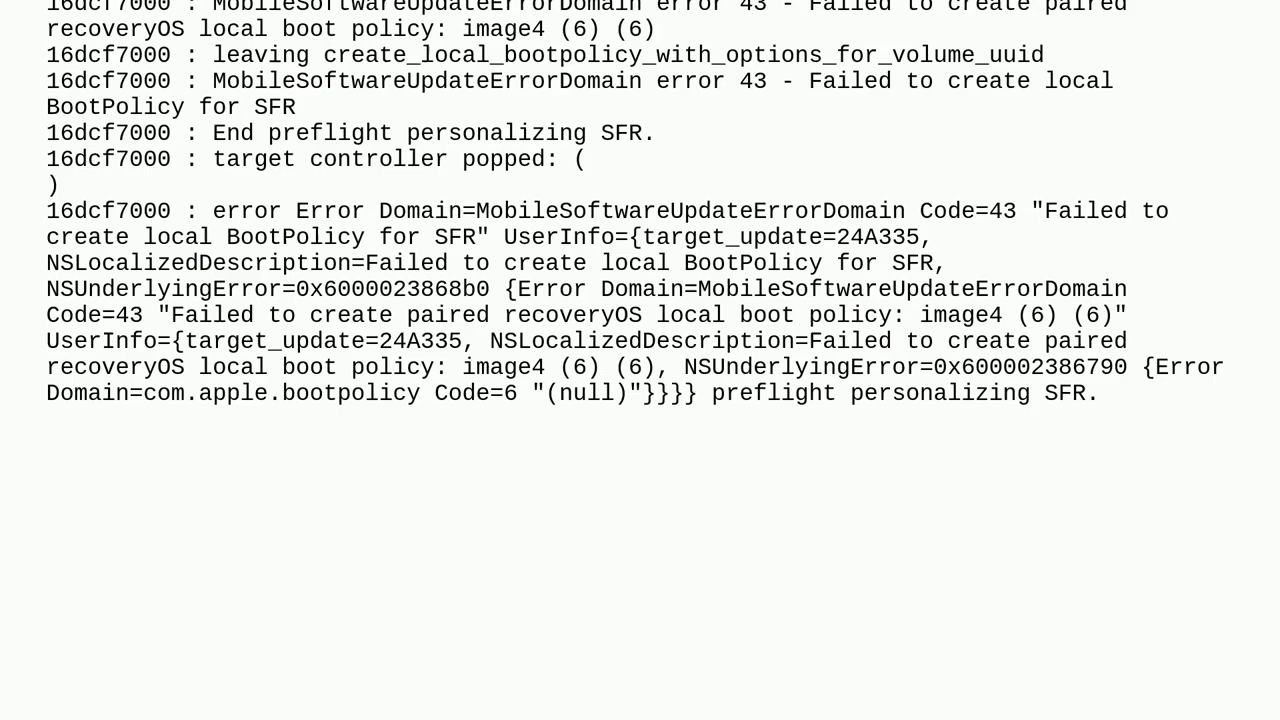 16dcf7000 : MobileSoftwareUpdateErrorDomain error 43 - Failed to create paired
recoveryOS local boot policy: image4 (6) (6)
16dcf7000 : leaving create_local_bootpolicy_with_options_for_volume_uuid
16dcf7000 : MobileSoftwareUpdateErrorDomain error 43 - Failed to create local
BootPolicy for SFR
16dcf7000 : End preflight personalizing SFR.
16dcf7000 : target controller popped: (
)
16dcf7000 : error Error Domain=MobileSoftwareUpdateErrorDomain Code=43 "Failed to
create local BootPolicy for SFR" UserInfo={target_update=24A335,
NSLocalizedDescription=Failed to create local BootPolicy for SFR,
NSUnderlyingError=0x6000023868b0 {Error Domain=MobileSoftwareUpdateErrorDomain
Code=43 "Failed to create paired recoveryOS local boot policy: image4 (6) (6)"
UserInfo={target_update=24A335, NSLocalizedDescription=Failed to create paired
recoveryOS local boot policy: image4 (6) (6), NSUnderlyingError=0x600002386790 {Error
Domain=com.apple.bootpolicy Code=6 "(null)"}}}} preflight personalizing SFR.